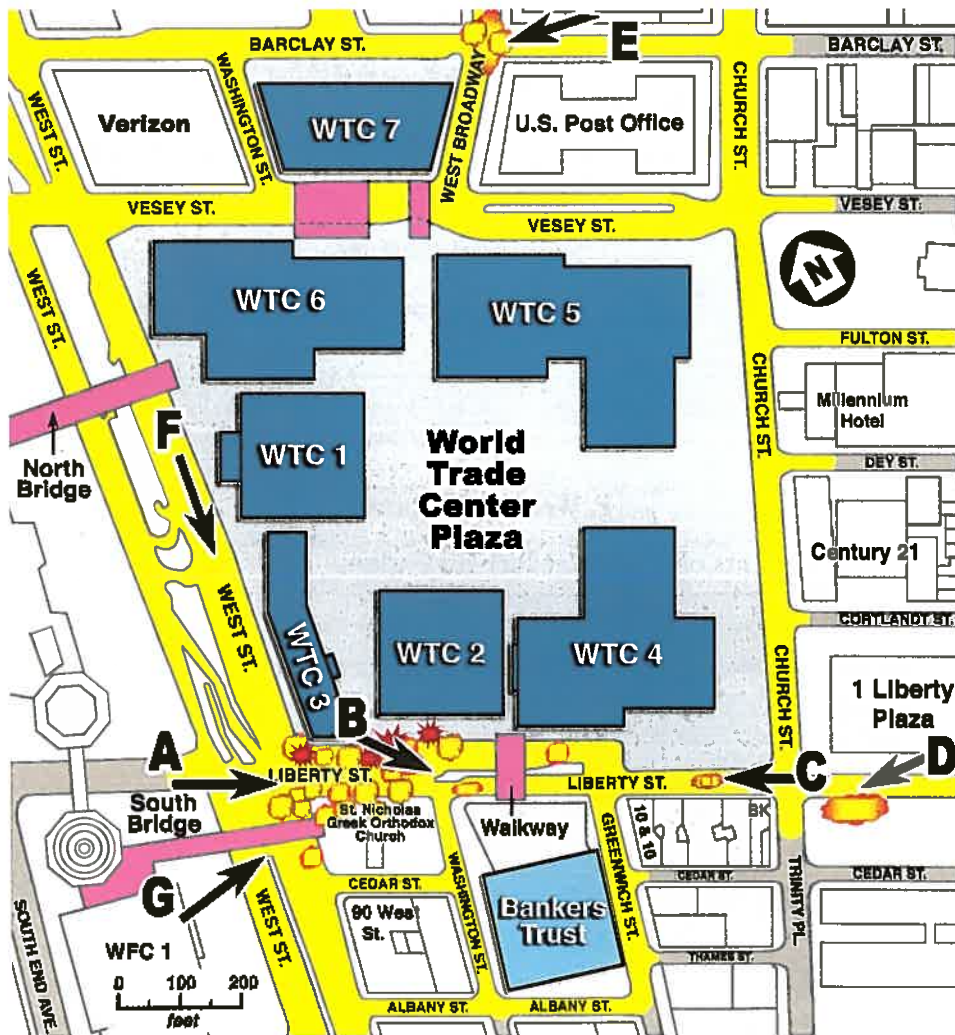 E
BARCLAY ST.
BARCLAY ST.
WEST ST.
Verizon
WASHINGTON ST.
WTC 7
WEST BROADWAY
U.S. Post Office
CHURCH ST.
VESEY ST.
VESEY ST.
VESEY ST.
WEST ST.
WTC 6
WTC 5
N
FULTON ST.
CHURCH ST.
Millennium
Hotel
F
North
Bridge
WTC 1
World
Trade
Center
Plaza
DEY ST.
Century 21
CORTLANDT ST.
WEST ST.
WTC 3
WTC 2
WTC 4
CHURCH ST.
1 Liberty
Plaza
B
A
LIBERTY ST.
LIBERTY ST.
C
D
South
Bridge
St. Nicholas
Greek Orthodox
Church
Walkway
GREENWICH ST.
10 & 10
BK
TRINITY PL.
G
CEDAR ST.
CEDAR ST.
CEDAR ST.
WASHINGTON ST.
WEST ST.
90 West
St.
Bankers
Trust
SOUTH END AVE.
WFC 1
THAMES ST.
0 100 200
feet
ALBANY ST.
ALBANY ST.